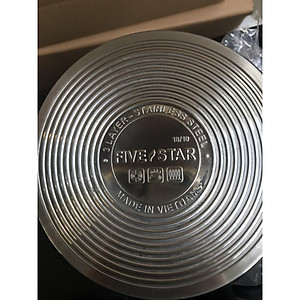 3 LAYER - STAINLESS STEEL
18/10
FIVE STAR
MADE IN VIETNAM